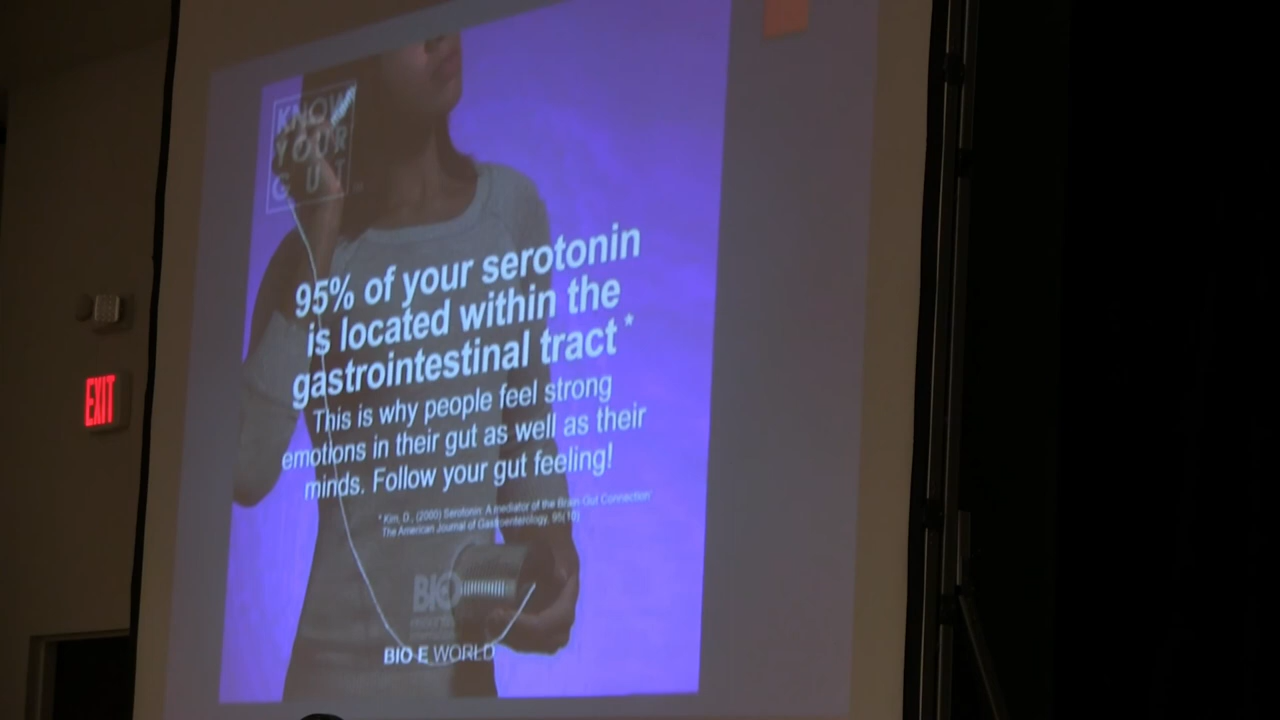 KNOW
YOUR
GUT
95% of your serotonin
is located within the
gastrointestinal tract*
This is why people feel strong
emotions in their gut as well as their
minds. Follow your gut feeling!
* Kim, D., (2000) Serotonin: A mediator of the Brain-Gut Connection
The American Journal of Gastroenterology, 95(10)
BIO
BIO E WORLD
EXIT